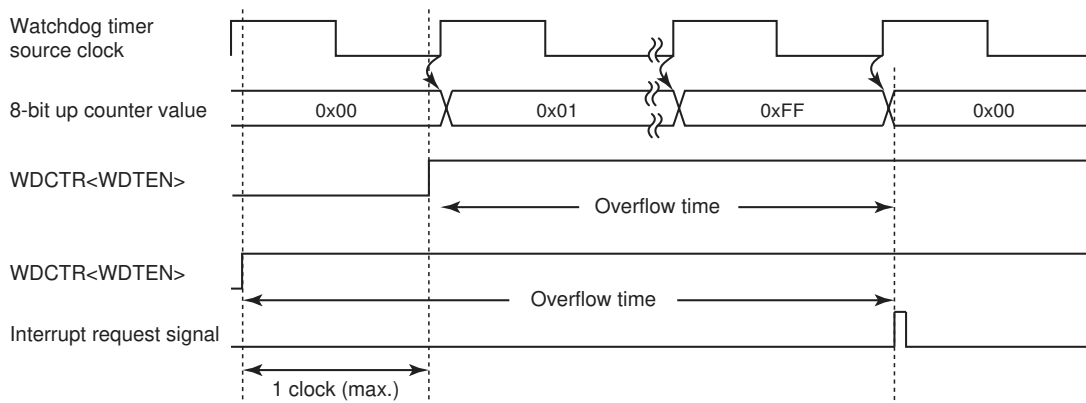 Watchdog timer
source clock
8-bit up counter value
0x00
0x01
0xFF
0x00
WDCTR<WDTEN>
Overflow time
WDCTR<WDTEN>
Overflow time
Interrupt request signal
1 clock (max.)